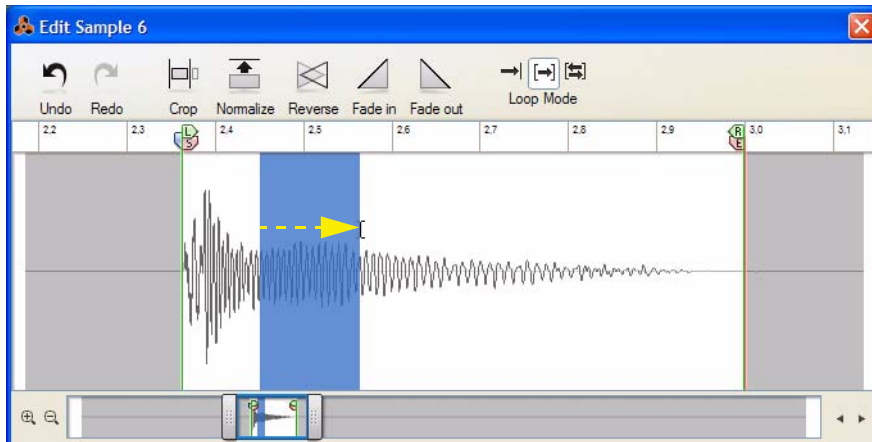 Edit Sample 6
Undo Redo Crop Normalize Reverse Fade in Fade out Loop Mode
2,2 2,3 2,4 2,5 2,6 2,7 2,8 2,9 3,0 3,1
L R
S E